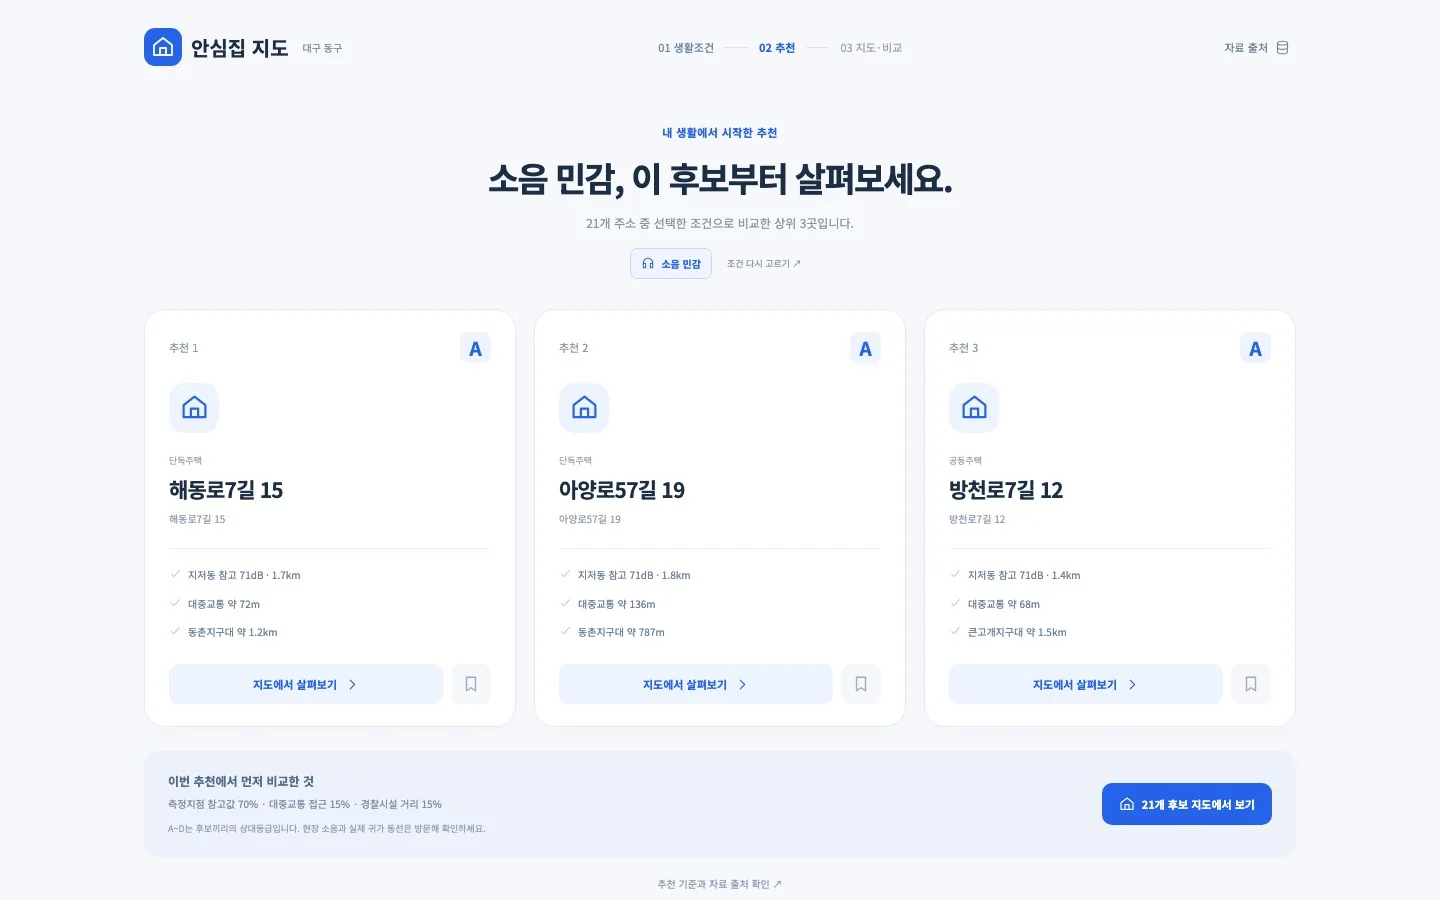 안심집 지도 대구 동구
01 생활조건 02 추천 03 지도·비교
자료 출처
내 생활에서 시작한 추천
소음 민감, 이 후보부터 살펴보세요.
21개 주소 중 선택한 조건으로 비교한 상위 3곳입니다.
소음 민감 조건 다시 고르기 ↗
추천 1 A
단독주택
해동로7길 15
해동로7길 15
지저동 참고 71dB · 1.7km
대중교통 약 72m
동촌지구대 약 1.2km
지도에서 살펴보기
추천 2 A
단독주택
아양로57길 19
아양로57길 19
지저동 참고 71dB · 1.8km
대중교통 약 136m
동촌지구대 약 787m
지도에서 살펴보기
추천 3 A
공동주택
방천로7길 12
방천로7길 12
지저동 참고 71dB · 1.4km
대중교통 약 68m
큰고개지구대 약 1.5km
지도에서 살펴보기
이번 추천에서 먼저 비교한 것
측정지점 참고값 70% · 대중교통 접근 15% · 경찰시설 거리 15%
A–D는 후보끼리의 상대등급입니다. 현장 소음과 실제 귀가 동선은 방문해 확인하세요.
21개 후보 지도에서 보기
추천 기준과 자료 출처 확인 ↗